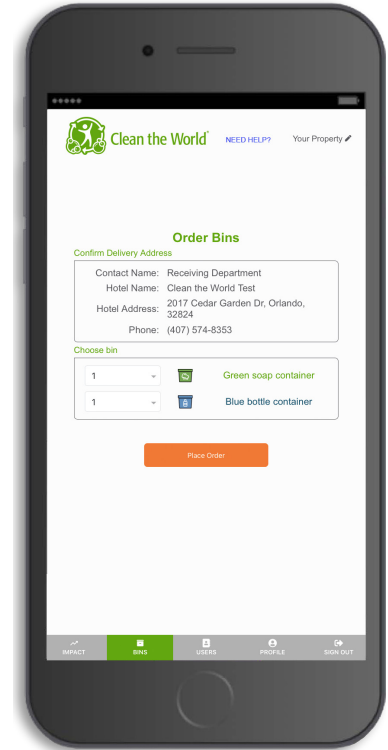 Clean the World®
NEED HELP?
Your Property
Order Bins
Confirm Delivery Address
Contact Name: Receiving Department
Hotel Name: Clean the World Test
Hotel Address: 2017 Cedar Garden Dr, Orlando,
32824
Phone: (407) 574-8353
Choose bin
1 Green soap container
1 Blue bottle container
Place Order
IMPACT BINS USERS PROFILE SIGN OUT